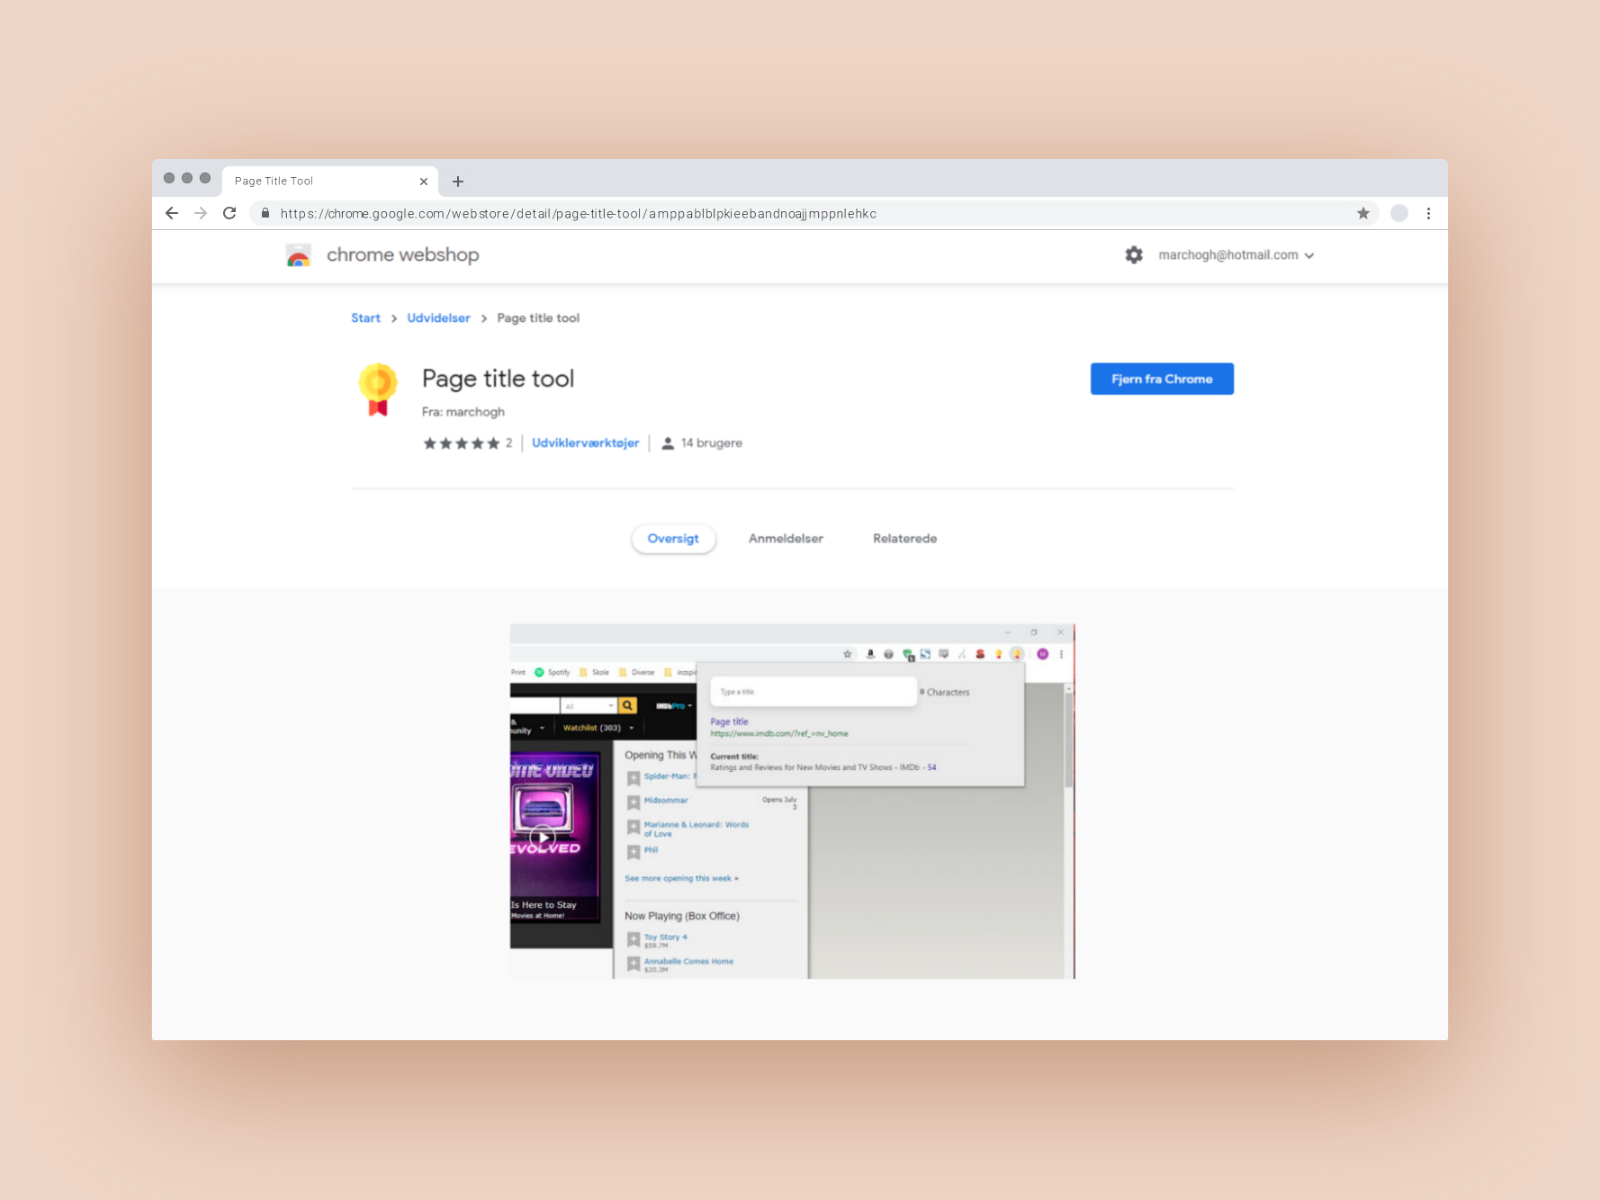 Page Title Tool
https://chrome.google.com/webstore/detail/page-title-tool/amppablblpkieebandnoajjmppnlehkc
chrome webshop
marchogh@hotmail.com
Start > Udvidelser > Page title tool
Page title tool
Fjern fra Chrome
Fra: marchogh
2 | Udviklerværktøjer | 14 brugere
Oversigt
Anmeldelser
Relaterede
Print
Spotify
Skole
Diverse
Type a title
0 Characters
All
IMDbPro
Page title
https://www.imdb.com/?ref_=nv_home
Watchlist (303)
Current title:
Ratings and Reviews for New Movies and TV Shows - IMDb - 54
Opening This W
Spider-Man:
Midsommar
Opens July
3
Marianne & Leonard: Words
of Love
Phil
EVOLVED
See more opening this week »
Is Here to Stay
Movies at Home!
Now Playing (Box Office)
Toy Story 4
$59.7M
Annabelle Comes Home
$20.3M